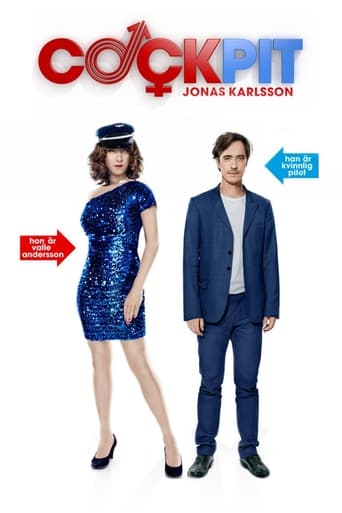 COCKPIT
JONAS KARLSSON
han är
kvinnlig
pilot
hon är
valle
andersson